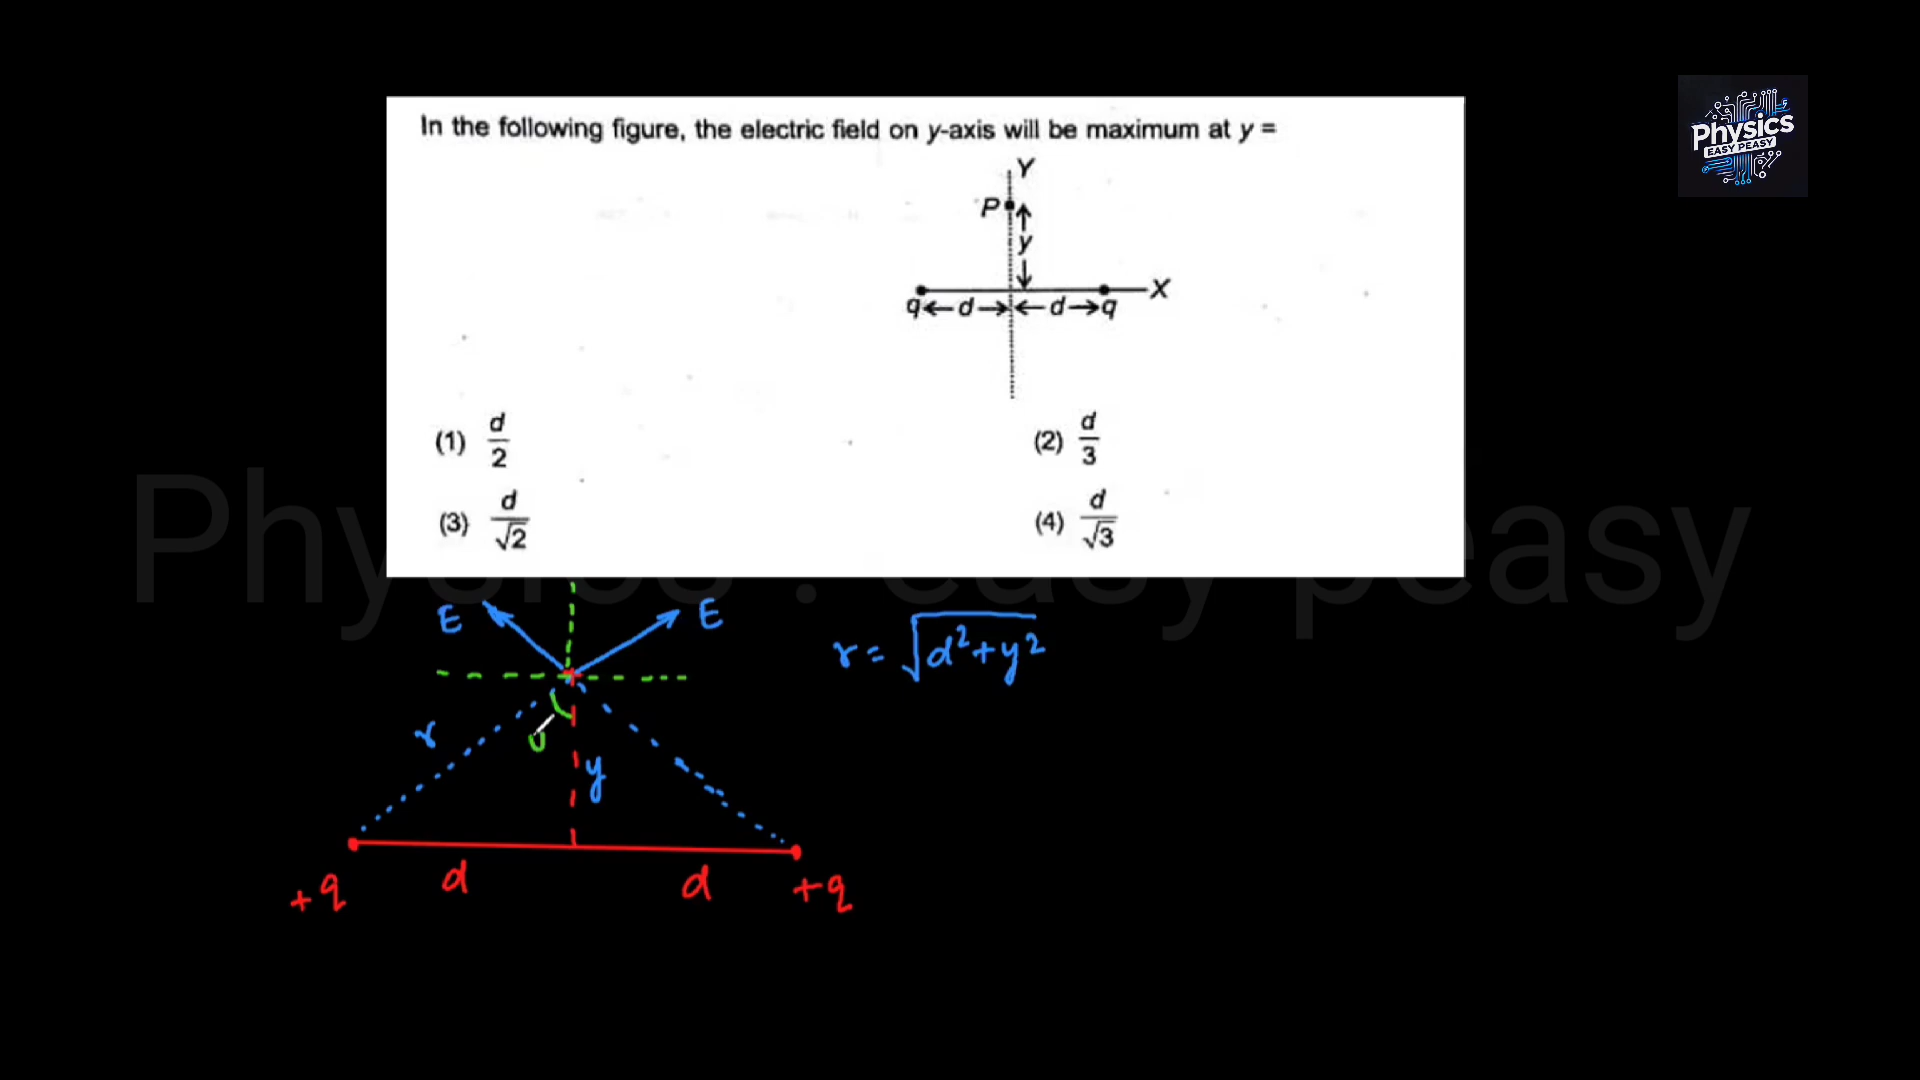 Physics
EASY PEASY
In the following figure, the electric field on y-axis will be maximum at y =
Y
P
y
X
q←d→←d→q
(1) d/2
(2) d/3
(3) d/√2
(4) d/√3
Physics : easy peasy
E
E
r = √(d²+y²)
r
y
d
d
+q
+q